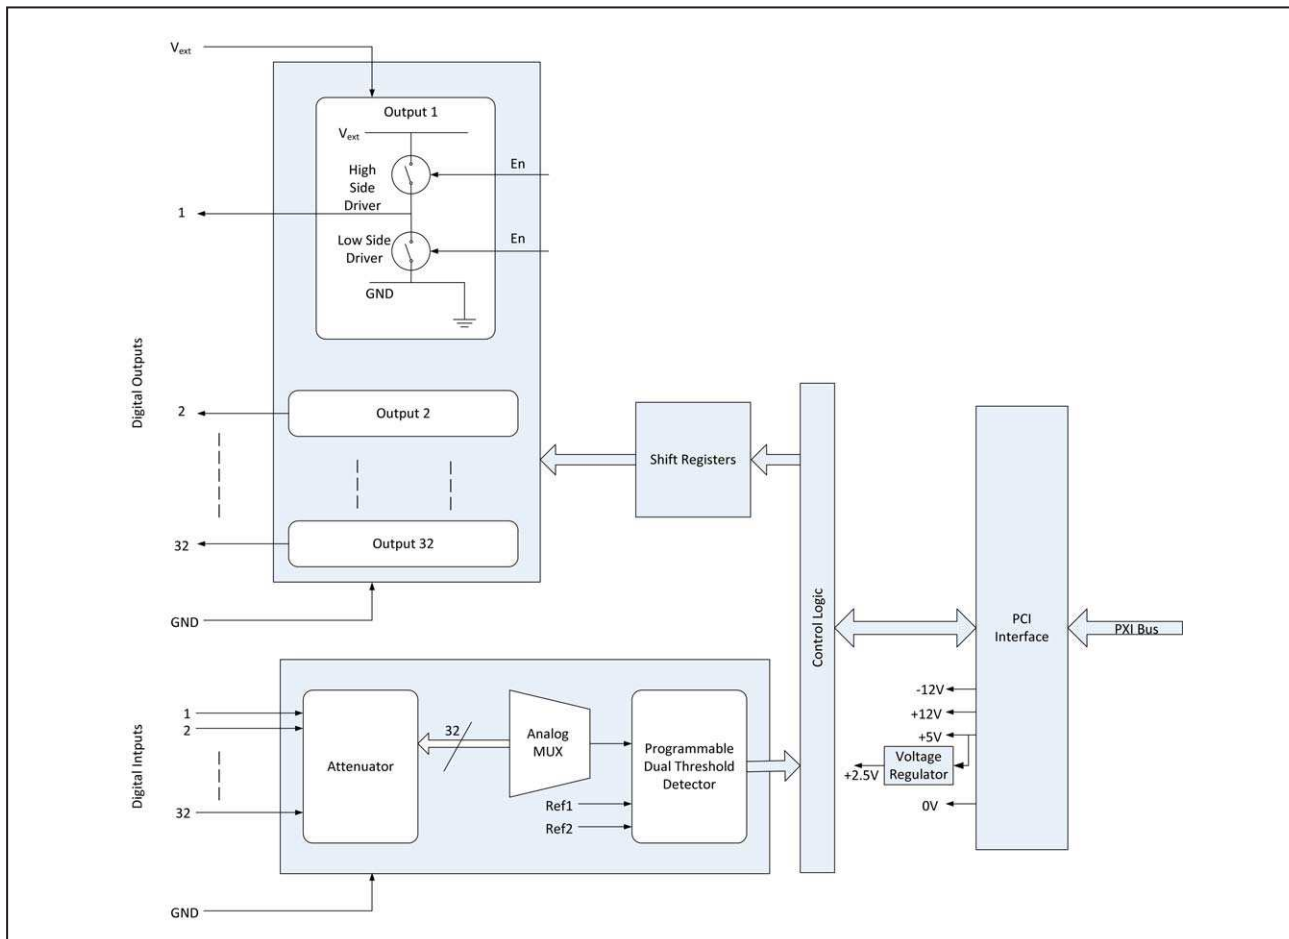 V_ext
Output 1
V_ext
High
Side
Driver
En
1
Low Side
Driver
En
GND
Digital Outputs
2
Output 2
Shift Registers
32
Output 32
GND
Control Logic
PCI
Interface
PXI Bus
-12V
+12V
+5V
Voltage
Regulator
+2.5V
0V
Digital Intputs
1
2
32
Attenuator
32
Analog
MUX
Programmable
Dual Threshold
Detector
Ref1
Ref2
GND